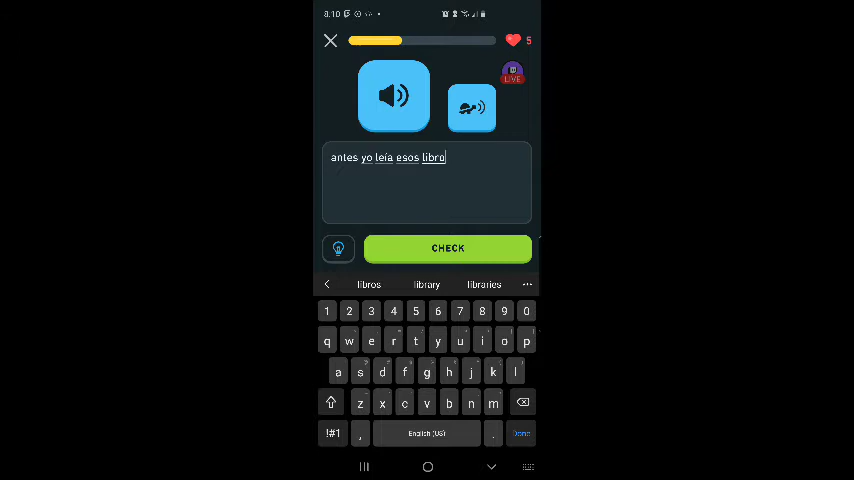 8:10
5
LIVE
antes yo leía esos libro
CHECK
libros library libraries
1 2 3 4 5 6 7 8 9 0
q w e r t y u i o p
a s d f g h j k l
z x c v b n m
!#1 , English (US) . Done